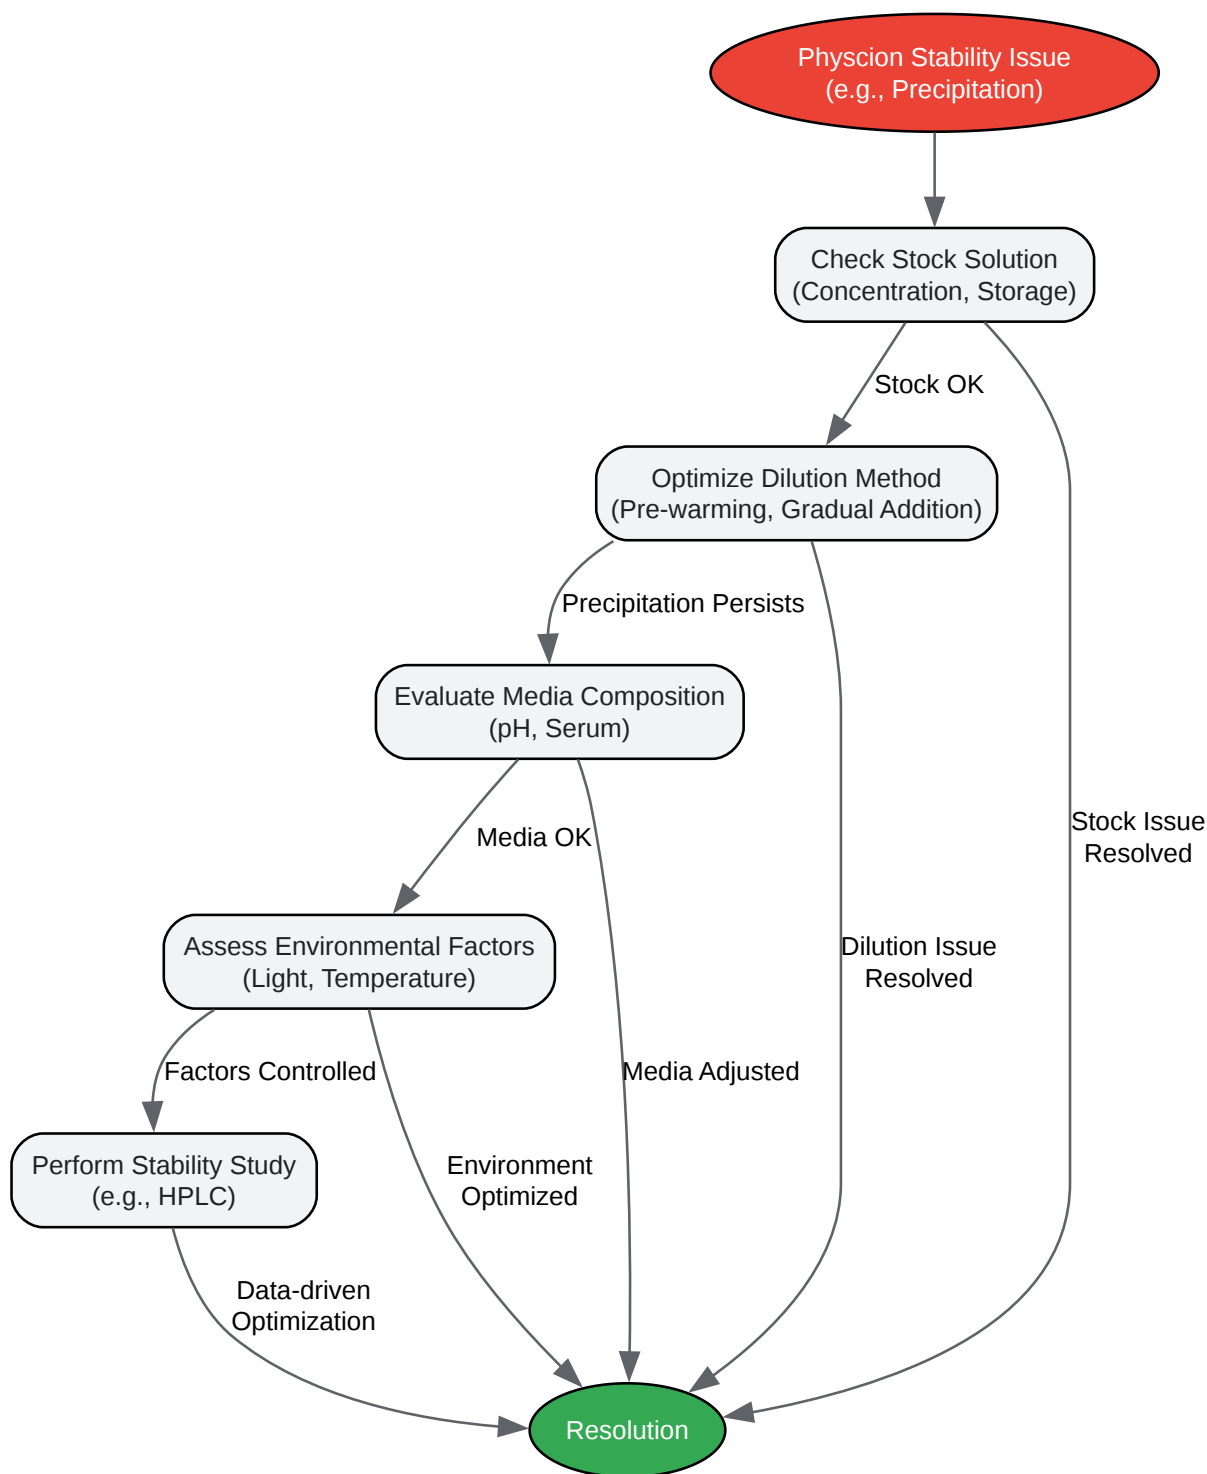 Physcion Stability Issue
(e.g., Precipitation)
Check Stock Solution
(Concentration, Storage)
Stock OK
Optimize Dilution Method
(Pre-warming, Gradual Addition)
Precipitation Persists
Evaluate Media Composition
(pH, Serum)
Media OK
Stock Issue
Resolved
Assess Environmental Factors
(Light, Temperature)
Dilution Issue
Resolved
Factors Controlled
Media Adjusted
Perform Stability Study
(e.g., HPLC)
Environment
Optimized
Data-driven
Optimization
Resolution